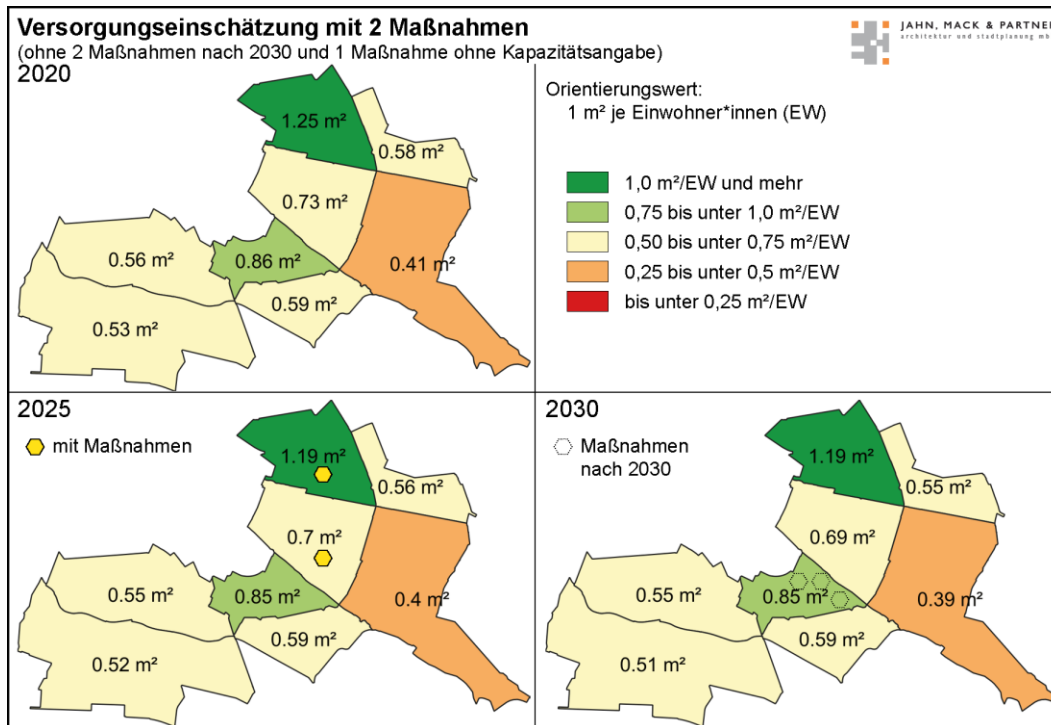 Versorgungseinschätzung mit 2 Maßnahmen
(ohne 2 Maßnahmen nach 2030 und 1 Maßnahme ohne Kapazitätsangabe)
JAHN, MACK & PARTNER
architektur und stadtplanung mb
2020
1.25 m²
0.58 m²
0.73 m²
0.56 m²
0.86 m²
0.41 m²
0.59 m²
0.53 m²
Orientierungswert:
1 m² je Einwohner*innen (EW)
1,0 m²/EW und mehr
0,75 bis unter 1,0 m²/EW
0,50 bis unter 0,75 m²/EW
0,25 bis unter 0,5 m²/EW
bis unter 0,25 m²/EW
2025
mit Maßnahmen
1.19 m²
0.56 m²
0.7 m²
0.55 m²
0.85 m²
0.4 m²
0.59 m²
0.52 m²
2030
Maßnahmen
nach 2030
1.19 m²
0.55 m²
0.69 m²
0.55 m²
0.85 m²
0.39 m²
0.59 m²
0.51 m²